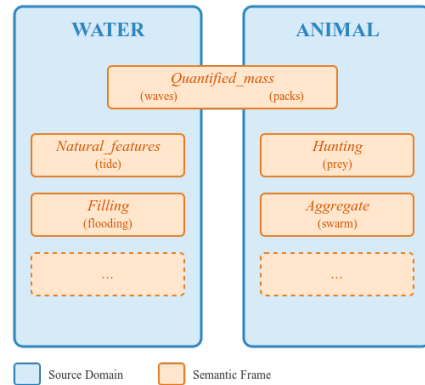 WATER ANIMAL
Quantified_mass
(waves) (packs)
Natural_features
(tide)
Hunting
(prey)
Filling
(flooding)
Aggregate
(swarm)
... ...
Source Domain Semantic Frame